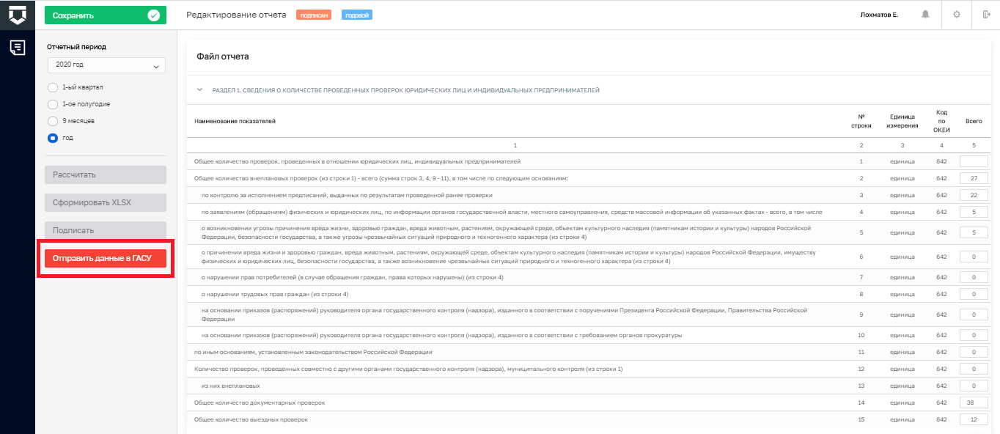 Сохранить
Редактирование отчета
ПОДПИСАН
ГОДОВОЙ
Лохматов Е.
Отчетный период
2020 год
1-ый квартал
1-ое полугодие
9 месяцев
год
Рассчитать
Сформировать XLSX
Подписать
Отправить данные в ГАСУ
Файл отчета
РАЗДЕЛ 1. СВЕДЕНИЯ О КОЛИЧЕСТВЕ ПРОВЕДЕННЫХ ПРОВЕРОК ЮРИДИЧЕСКИХ ЛИЦ И ИНДИВИДУАЛЬНЫХ ПРЕДПРИНИМАТЕЛЕЙ
Наименование показателей
№
строки
Единица
измерения
Код
по
ОКЕИ
Всего
1 2 3 4 5
Общее количество проверок, проведенных в отношении юридических лиц, индивидуальных предпринимателей 1 единица 642
Общее количество внеплановых проверок (из строки 1) - всего (сумма строк 3, 4, 9 - 11), в том числе по следующим основаниям: 2 единица 642 27
по контролю за исполнением предписаний, выданных по результатам проведенной ранее проверки 3 единица 642 22
по заявлениям (обращениям) физических и юридических лиц, по информации органов государственной власти, местного самоуправления, средств массовой информации об указанных фактах - всего, в том числе 4 единица 642 5
о возникновении угрозы причинения вреда жизни, здоровью граждан, вреда животным, растениям, окружающей среде, объектам культурного наследия (памятникам истории и культуры) народов Российской
Федерации, безопасности государства, а также угрозы чрезвычайных ситуаций природного и техногенного характера (из строки 4) 5 единица 642 5
о причинении вреда жизни и здоровью граждан, вреда животным, растениям, окружающей среде, объектам культурного наследия (памятникам истории и культуры) народов Российской Федерации, имуществу
физических и юридических лиц, безопасности государства, а также возникновение чрезвычайных ситуаций природного и техногенного характера (из строки 4) 6 единица 642 0
о нарушении прав потребителей (в случае обращения граждан, права которых нарушены) (из строки 4) 7 единица 642 0
о нарушении трудовых прав граждан (из строки 4) 8 единица 642 0
на основании приказов (распоряжений) руководителя органа государственного контроля (надзора), изданного в соответствии с поручениями Президента Российской Федерации, Правительства Российской
Федерации 9 единица 642 0
на основании приказов (распоряжений) руководителя органа государственного контроля (надзора), изданного в соответствии с требованием органов прокуратуры 10 единица 642 0
по иным основаниям, установленным законодательством Российской Федерации 11 единица 642 0
Количество проверок, проведенных совместно с другими органами государственного контроля (надзора), муниципального контроля (из строки 1) 12 единица 642 0
из них внеплановых 13 единица 642 0
Общее количество документарных проверок 14 единица 642 38
Общее количество выездных проверок 15 единица 642 12